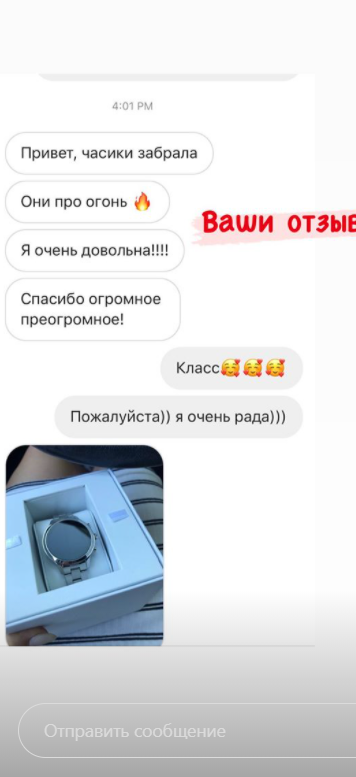 4:01 PM
Привет, часики забрала
Они про огонь 🔥
Ваши отзыв
Я очень довольна!!!!
Спасибо огромное
преогромное!
Класс🥰🥰🥰
Пожалуйста)) я очень рада)))
Отправить сообщение